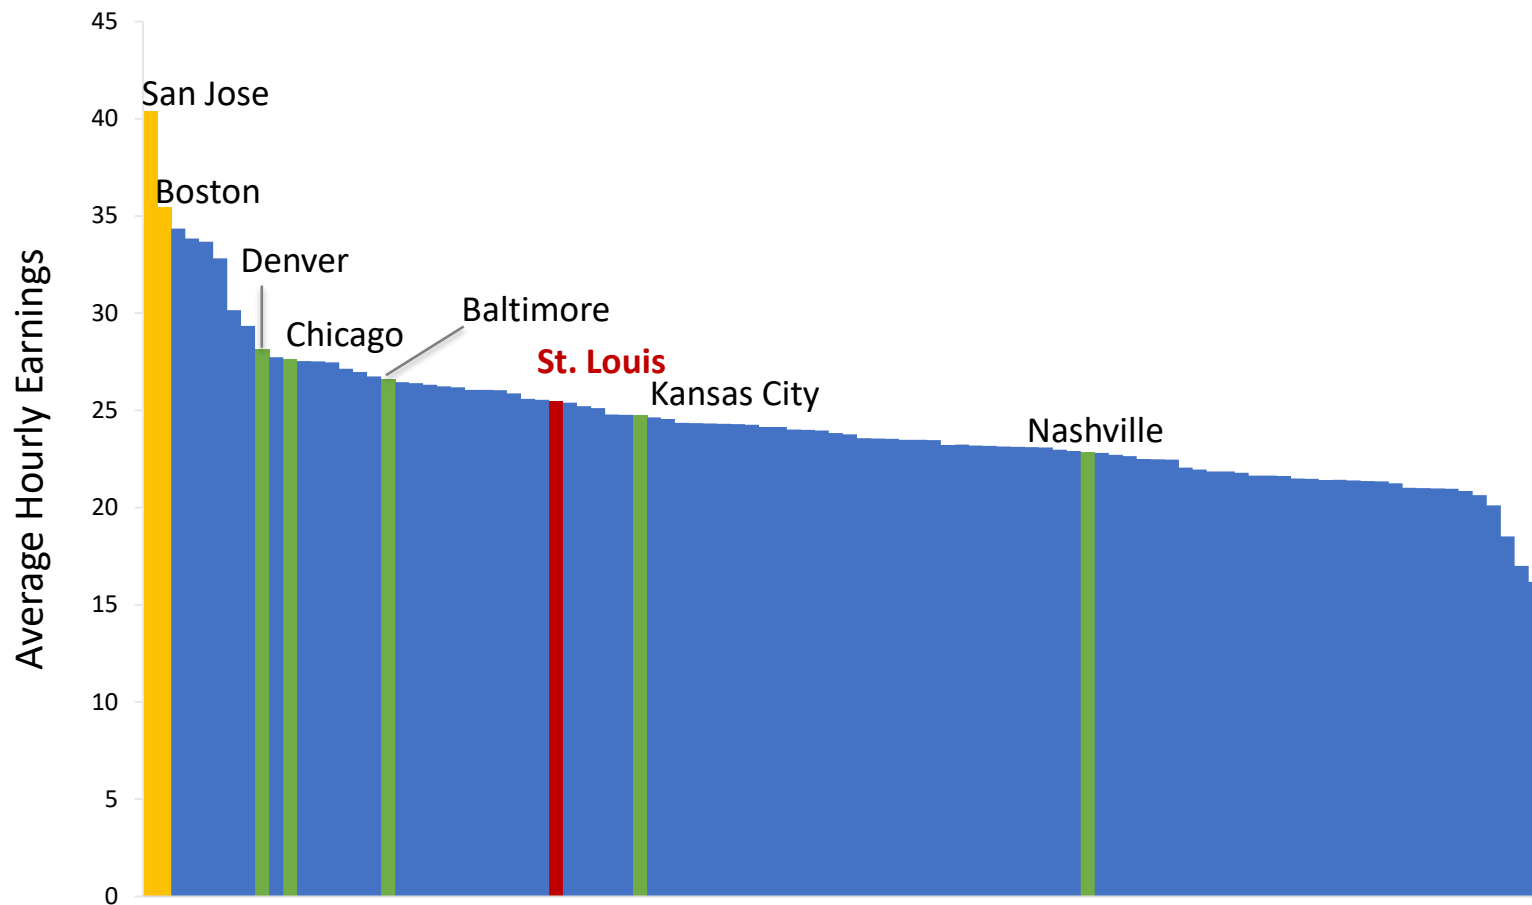 45
40
35
30
25
20
15
10
5
0
Average Hourly Earnings
San Jose
Boston
Denver
Baltimore
Chicago
St. Louis
Kansas City
Nashville